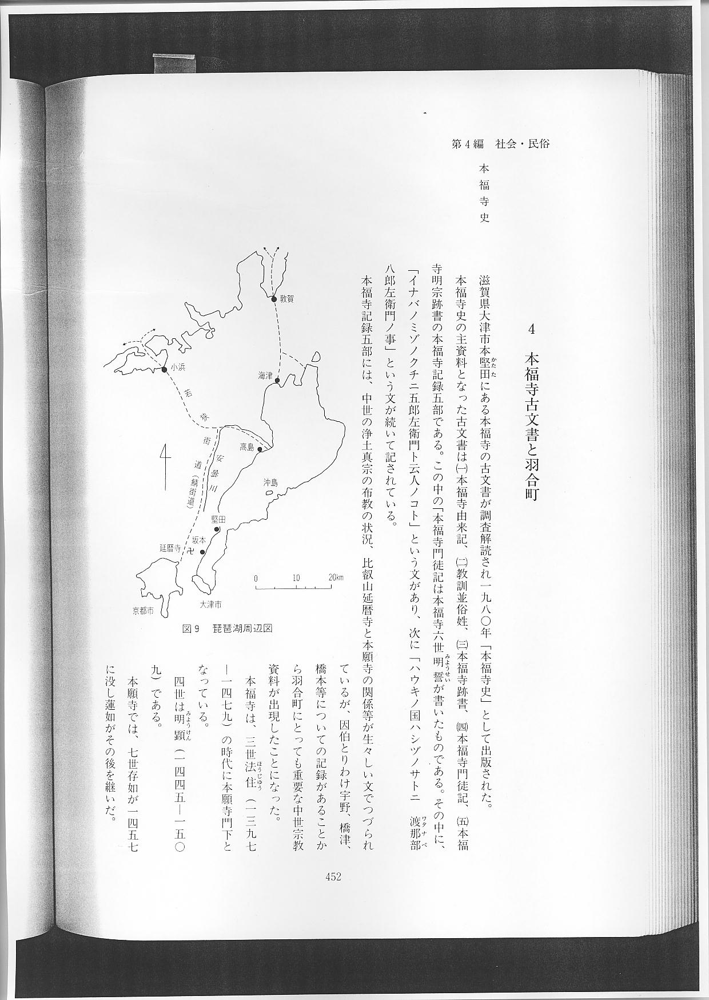 第4編　社会・民俗
本福寺史
4　本福寺古文書と羽合町
滋賀県大津市本堅田にある本福寺の古文書が調査解読され一九八〇年「本福寺史」として出版された。
かたた
本福寺史の主資料となった古文書は㈠本福寺由来記、㈡教訓並俗姓、㈢本福寺跡書、㈣本福寺門徒記、㈤本福
寺明宗跡書の本福寺記録五部である。この中の「本福寺門徒記は本福寺六世明誓が書いたものである。その中に、
みようせい
「イナバノミゾノクチニ五郎左衛門ト云人ノコト」という文があり、次に「ハウキノ国ハシヅノサトニ　渡那部
ワタナベ
八郎左衛門ノ事」という文が続いて記されている。
本福寺記録五部には、中世の浄土真宗の布教の状況、比叡山延暦寺と本願寺の関係等が生々しい文でつづられ
ているが、因伯とりわけ宇野、橋津、
橋本等についての記録があることか
ら羽合町にとっても重要な中世宗教
資料が出現したことになった。
本福寺は、三世法住（一三九七
ほうじゆう
―一四七九）の時代に本願寺門下と
なっている。
四世は明顕（一四四五―一五〇
みようけん
九）である。
本願寺では、七世存如が一四五七
に没し蓮如がその後を継いだ。
敦賀
小浜
海津
若狭街道（鯖街道）
高島
安曇川
沖島
堅田
坂本
延暦寺
卍
0　10　20km
大津市
京都市
図9　琵琶湖周辺図
452